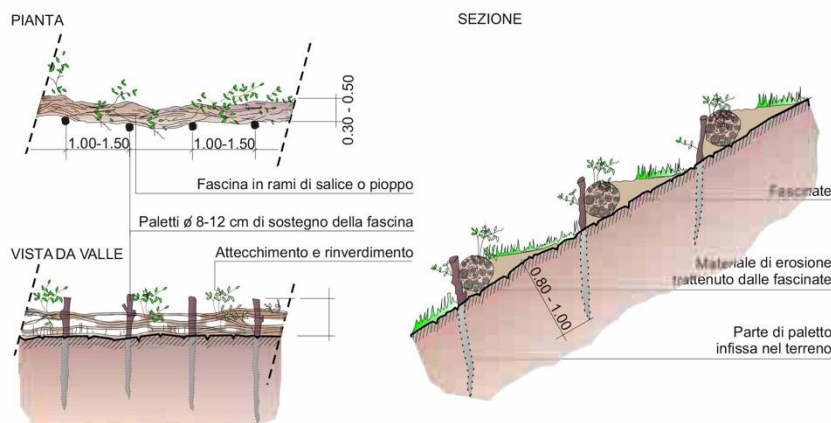 PIANTA
1.00-1.50
1.00-1.50
0.30 - 0.50
Fascina in rami di salice o pioppo
Paletti ø 8-12 cm di sostegno della fascina
VISTA DA VALLE
Attecchimento e rinverdimento
SEZIONE
Fascinate
Materiale di erosione
trattenuto dalle fascinate
0.80 - 1.00
Parte di paletto
infissa nel terreno